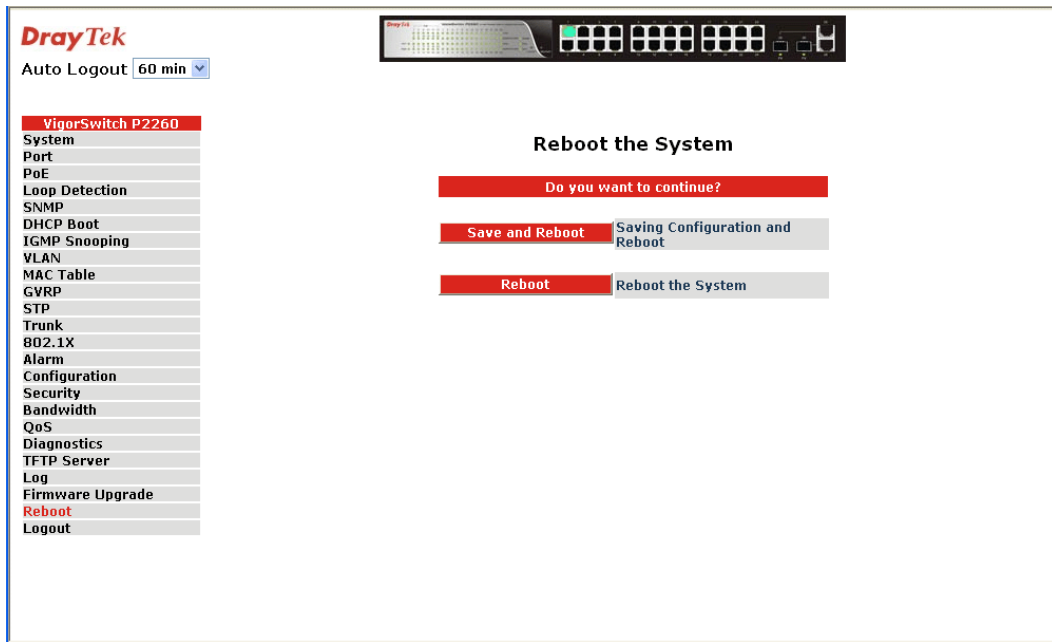 DrayTek
Auto Logout 60 min
VigorSwitch P2260
System
Port
PoE
Loop Detection
SNMP
DHCP Boot
IGMP Snooping
VLAN
MAC Table
GVRP
STP
Trunk
802.1X
Alarm
Configuration
Security
Bandwidth
QoS
Diagnostics
TFTP Server
Log
Firmware Upgrade
Reboot
Logout
Reboot the System
Do you want to continue?
Save and Reboot
Saving Configuration and
Reboot
Reboot
Reboot the System